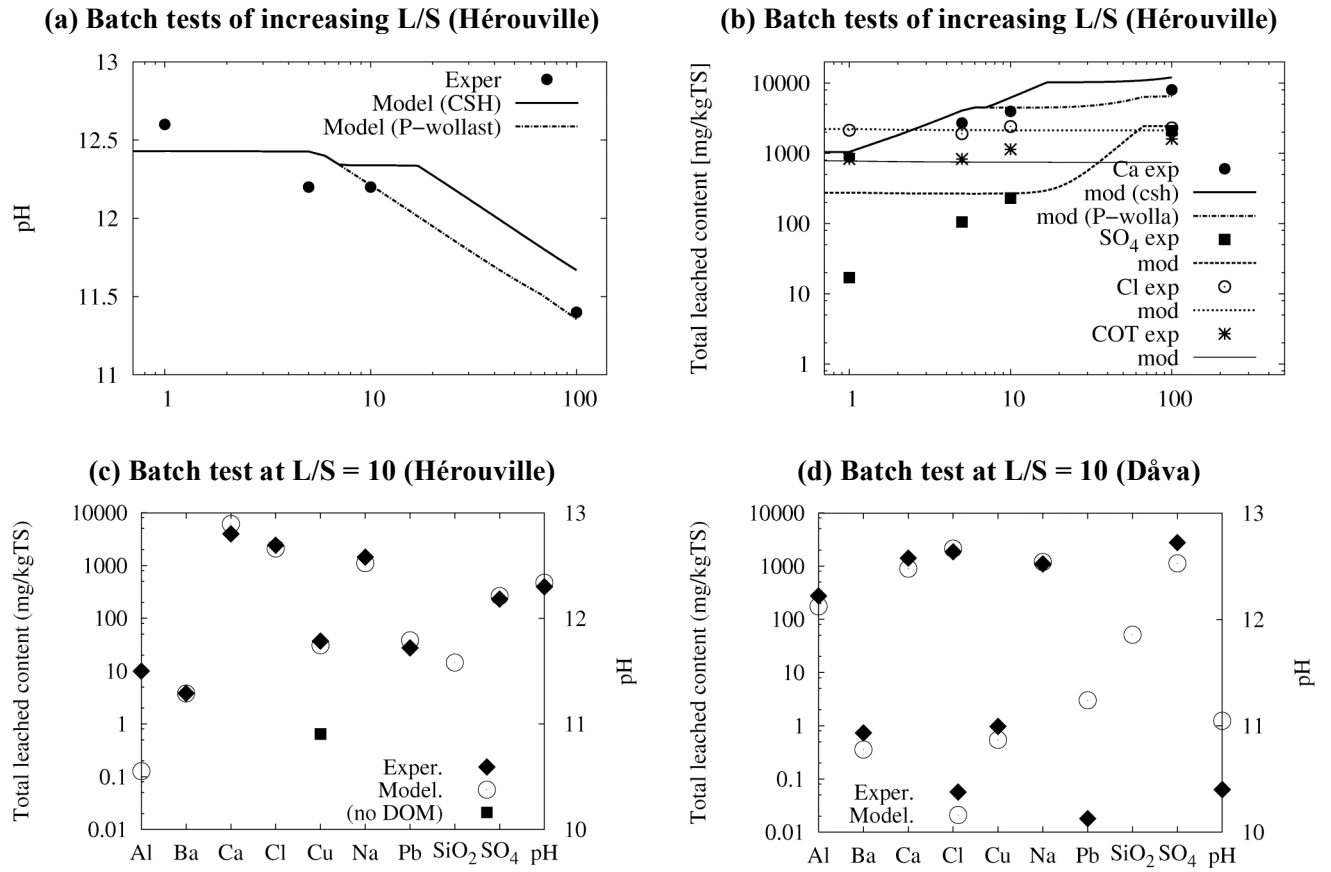 (a) Batch tests of increasing L/S (Hérouville)
13
12.5
12
11.5
11
pH
Exper
Model (CSH)
Model (P-wollast)
1 10 100
(b) Batch tests of increasing L/S (Hérouville)
10000
1000
100
10
1
Total leached content [mg/kgTS]
Ca exp
mod (csh)
mod (P-wolla)
SO4 exp
mod
Cl exp
mod
COT exp
mod
1 10 100
(c) Batch test at L/S = 10 (Hérouville)
10000
1000
100
10
1
0.1
0.01
Total leached content (mg/kgTS)
13
12
11
10
pH
Exper.
Model.
(no DOM)
Al Ba Ca Cl Cu Na Pb SiO2 SO4 pH
(d) Batch test at L/S = 10 (Dåva)
10000
1000
100
10
1
0.1
0.01
Total leached content (mg/kgTS)
13
12
11
10
pH
Exper.
Model.
Al Ba Ca Cl Cu Na Pb SiO2 SO4 pH